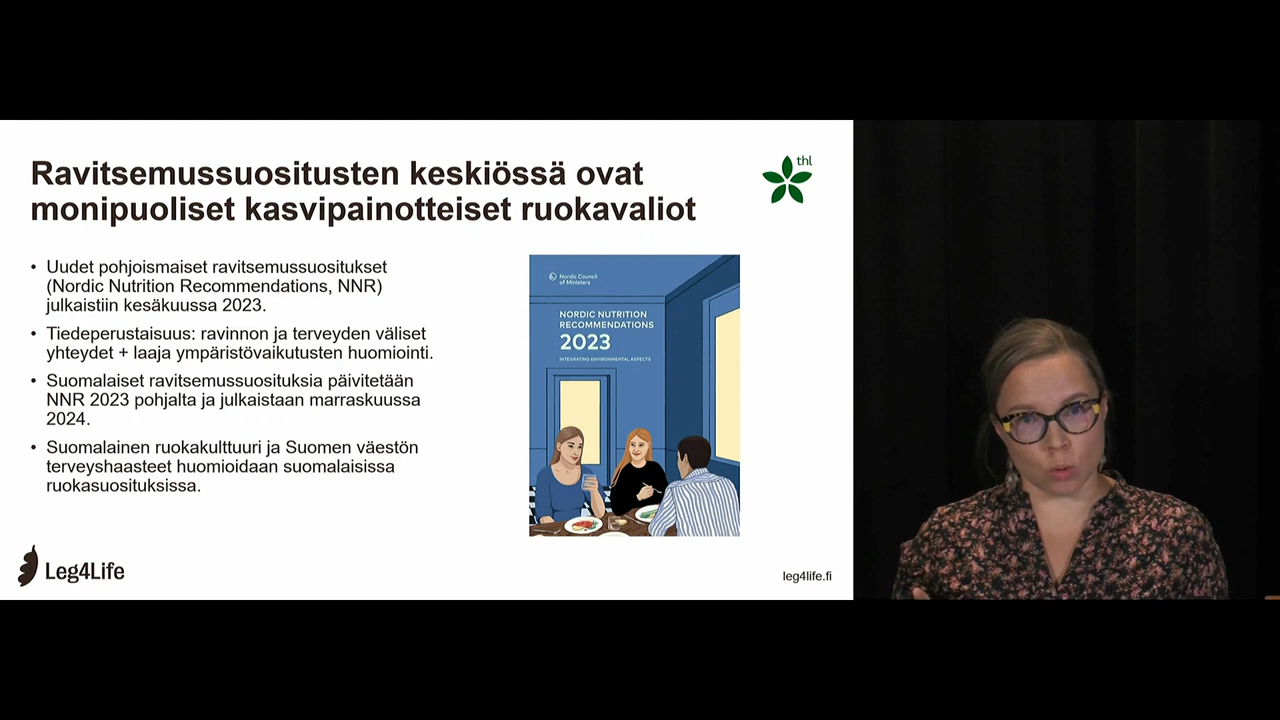 Ravitsemussuositusten keskiössä ovat
monipuoliset kasvipainotteiset ruokavaliot
thl
• Uudet pohjoismaiset ravitsemussuositukset
(Nordic Nutrition Recommendations, NNR)
julkaistiin kesäkuussa 2023.
• Tiedeperustaisuus: ravinnon ja terveyden väliset
yhteydet + laaja ympäristövaikutusten huomiointi.
• Suomalaiset ravitsemussuosituksia päivitetään
NNR 2023 pohjalta ja julkaistaan marraskuussa
2024.
• Suomalainen ruokakulttuuri ja Suomen väestön
terveyshaasteet huomioidaan suomalaisissa
ruokasuosituksissa.
Nordic Council
of Ministers
NORDIC NUTRITION
RECOMMENDATIONS
2023
INTEGRATING ENVIRONMENTAL ASPECTS
Leg4Life
leg4life.fi